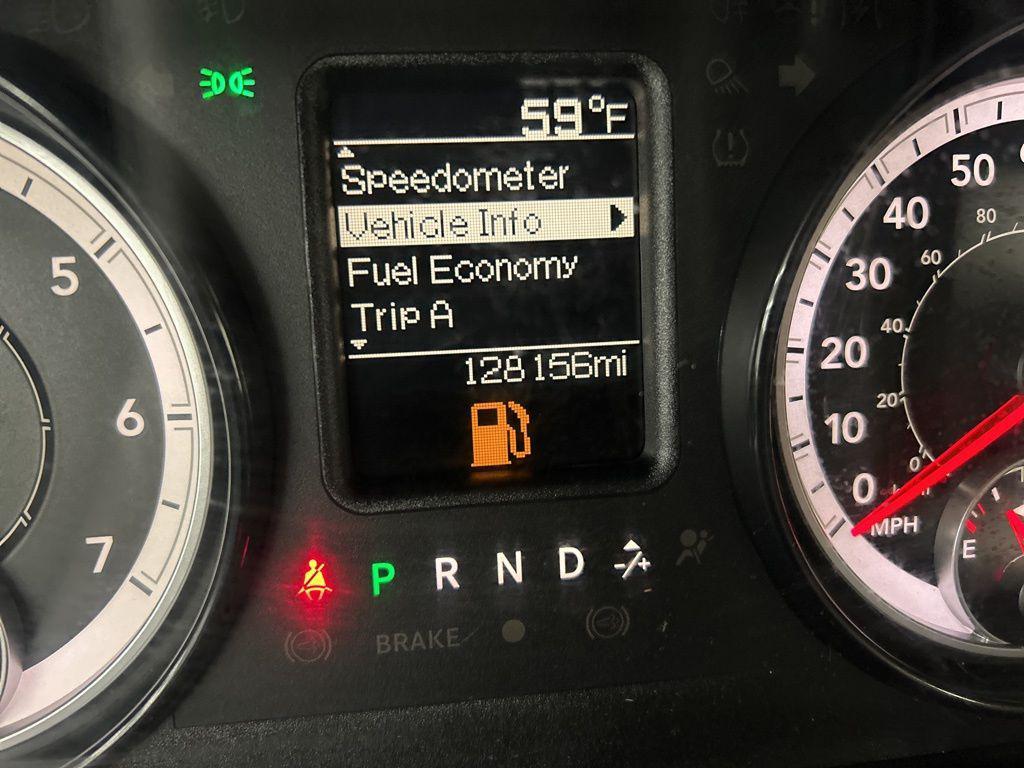 59°F
Speedometer
Vehicle Info
Fuel Economy
Trip A
128156mi
5
6
7
50
40
30
20
10
0
MPH
80
60
40
20
0
E
P R N D
BRAKE